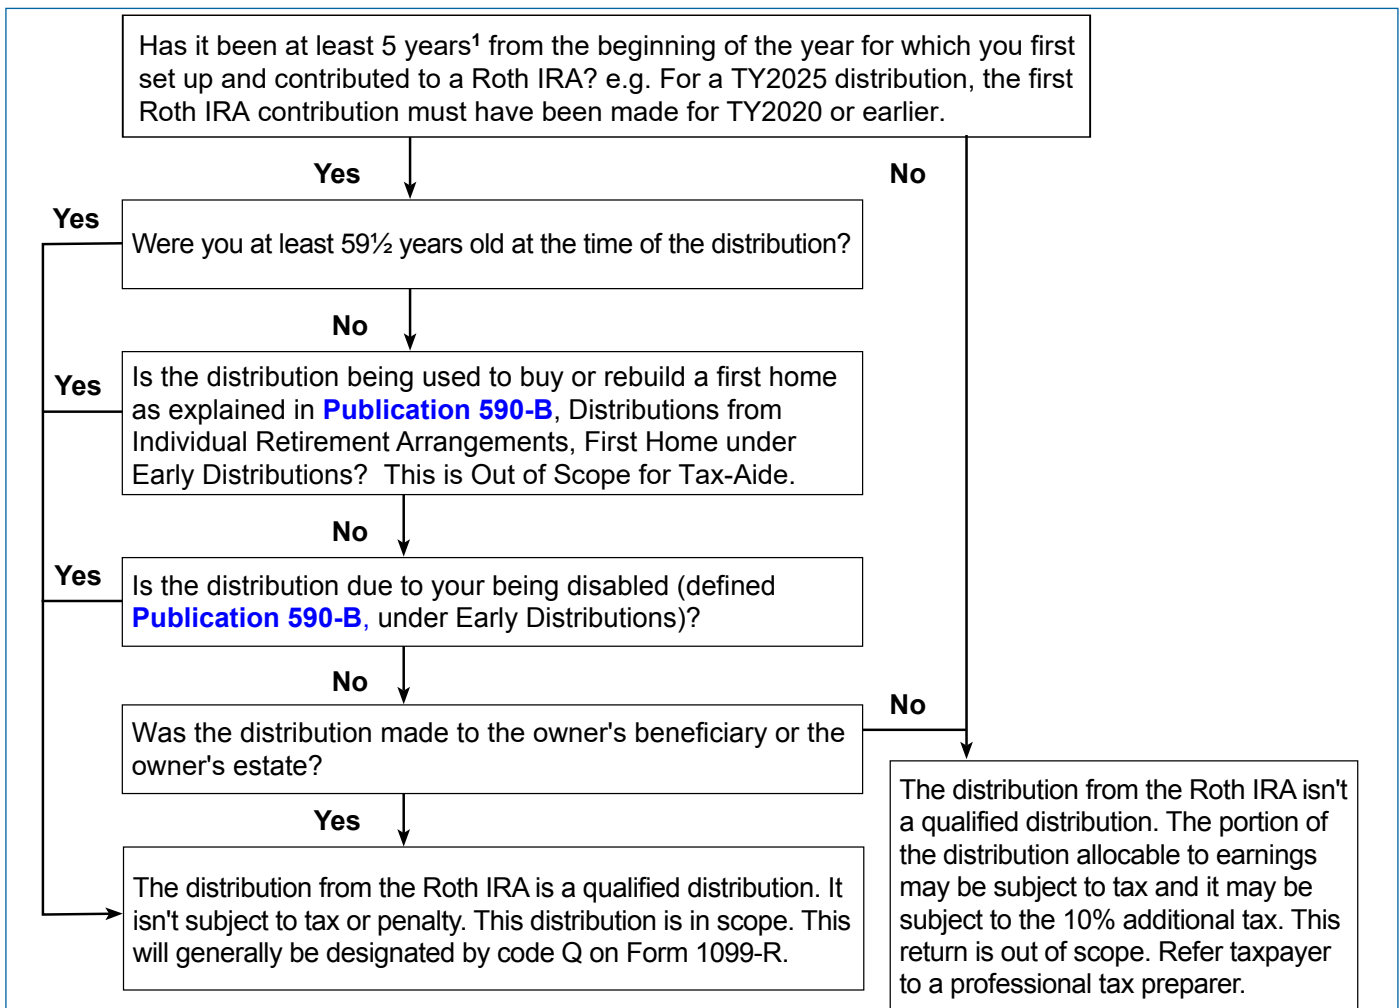 Has it been at least 5 years¹ from the beginning of the year for which you first
set up and contributed to a Roth IRA? e.g. For a TY2025 distribution, the first
Roth IRA contribution must have been made for TY2020 or earlier.
Yes
No
Yes
Were you at least 59½ years old at the time of the distribution?
No
Yes
Is the distribution being used to buy or rebuild a first home
as explained in Publication 590-B, Distributions from
Individual Retirement Arrangements, First Home under
Early Distributions?  This is Out of Scope for Tax-Aide.
No
Yes
Is the distribution due to your being disabled (defined
Publication 590-B, under Early Distributions)?
No
No
Was the distribution made to the owner's beneficiary or the
owner's estate?
Yes
The distribution from the Roth IRA is a qualified distribution. It
isn't subject to tax or penalty. This distribution is in scope. This
will generally be designated by code Q on Form 1099-R.
The distribution from the Roth IRA isn't
a qualified distribution. The portion of
the distribution allocable to earnings
may be subject to tax and it may be
subject to the 10% additional tax. This
return is out of scope. Refer taxpayer
to a professional tax preparer.